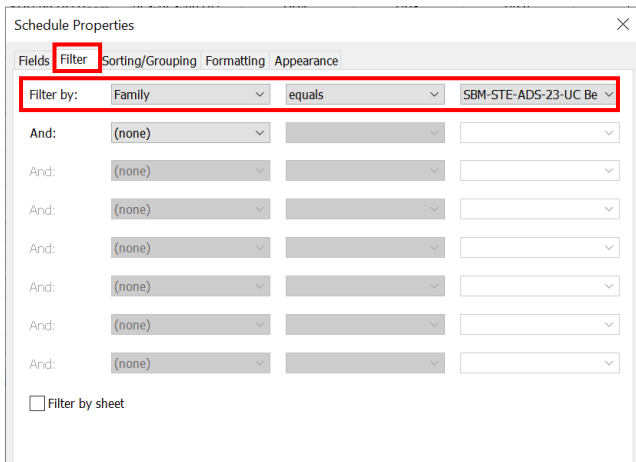 Schedule Properties
Fields Filter Sorting/Grouping Formatting Appearance
Filter by: Family equals SBM-STE-ADS-23-UC Be
And: (none)
And: (none)
And: (none)
And: (none)
And: (none)
And: (none)
And: (none)
Filter by sheet